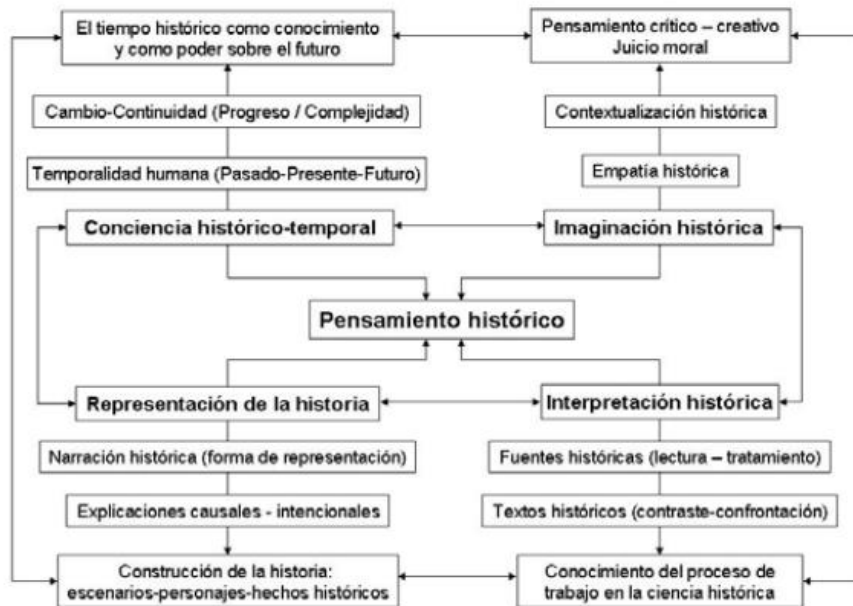 El tiempo histórico como conocimiento
y como poder sobre el futuro
Pensamiento crítico – creativo
Juicio moral
Cambio-Continuidad (Progreso / Complejidad)
Contextualización histórica
Temporalidad humana (Pasado-Presente-Futuro)
Empatía histórica
Conciencia histórico-temporal
Imaginación histórica
Pensamiento histórico
Representación de la historia
Interpretación histórica
Narración histórica (forma de representación)
Fuentes históricas (lectura – tratamiento)
Explicaciones causales - intencionales
Textos históricos (contraste-confrontación)
Construcción de la historia:
escenarios-personajes-hechos históricos
Conocimiento del proceso de
trabajo en la ciencia histórica